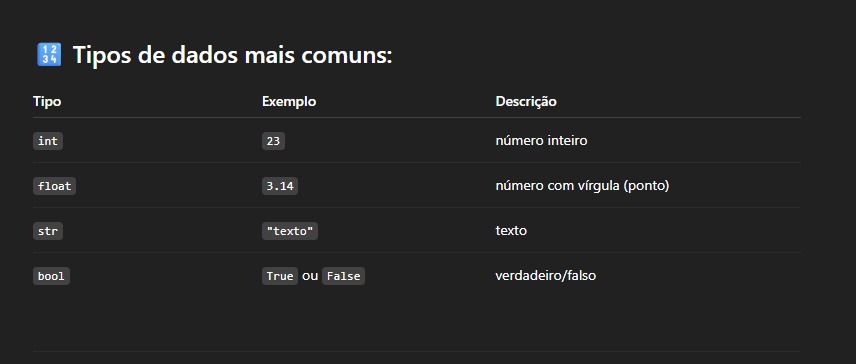 Tipos de dados mais comuns:
Tipo Exemplo Descrição
int 23 número inteiro
float 3.14 número com vírgula (ponto)
str "texto" texto
bool True ou False verdadeiro/falso